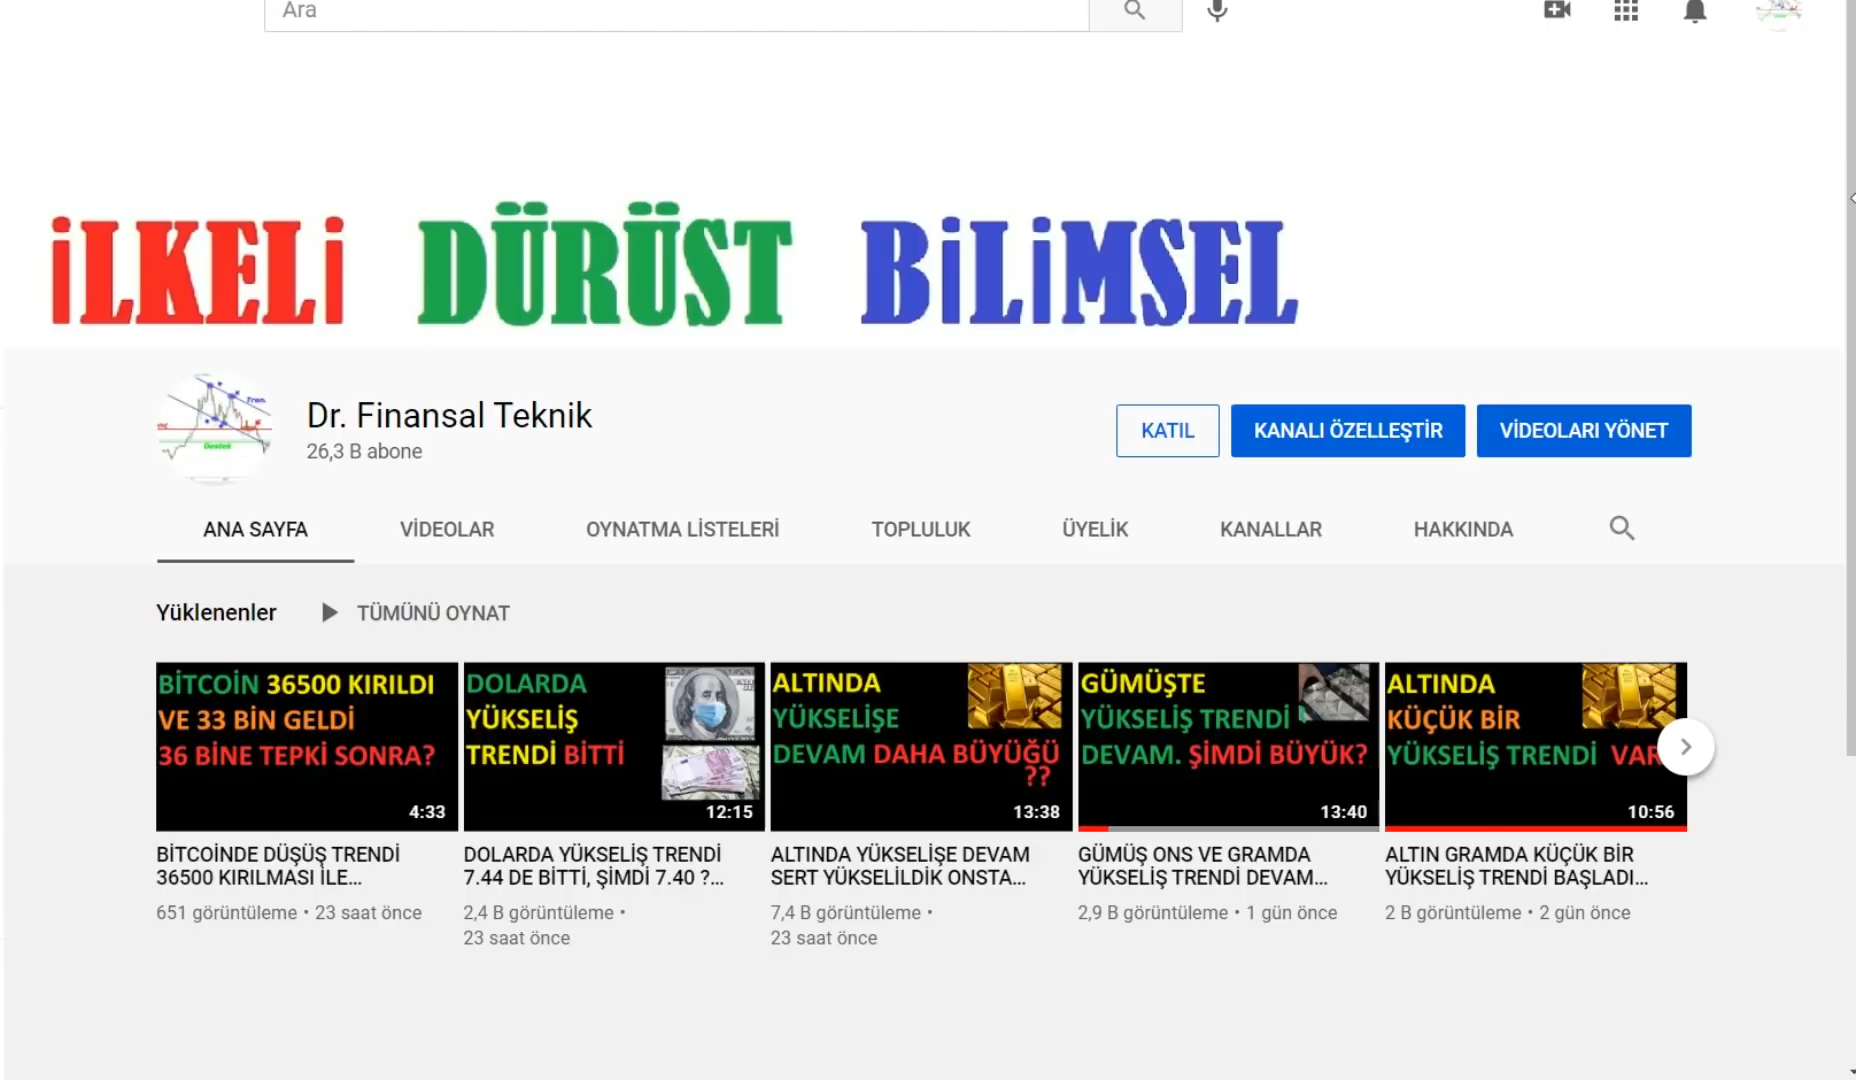 Ara
İLKELİ DÜRÜST BİLİMSEL
Dr. Finansal Teknik
26,3 B abone
KATIL
KANALI ÖZELLEŞTİR
VİDEOLARI YÖNET
ANA SAYFA
VİDEOLAR
OYNATMA LİSTELERİ
TOPLULUK
ÜYELİK
KANALLAR
HAKKINDA
Yüklenenler
TÜMÜNÜ OYNAT
BİTCOİN 36500 KIRILDI
VE 33 BİN GELDİ
36 BİNE TEPKİ SONRA?
4:33
BİTCOİNDE DÜŞÜŞ TRENDİ
36500 KIRILMASI İLE...
651 görüntüleme • 23 saat önce
DOLARDA
YÜKSELİŞ
TRENDİ BİTTİ
12:15
DOLARDA YÜKSELİŞ TRENDİ
7.44 DE BİTTİ, ŞİMDİ 7.40 ?...
2,4 B görüntüleme •
23 saat önce
ALTINDA
YÜKSELİŞE
DEVAM DAHA BÜYÜĞÜ
??
13:38
ALTINDA YÜKSELİŞE DEVAM
SERT YÜKSELİLDİK ONSTA...
7,4 B görüntüleme •
23 saat önce
GÜMÜŞTE
YÜKSELİŞ TRENDİ
DEVAM. ŞİMDİ BÜYÜK?
13:40
GÜMÜŞ ONS VE GRAMDA
YÜKSELİŞ TRENDİ DEVAM...
2,9 B görüntüleme • 1 gün önce
ALTINDA
KÜÇÜK BİR
YÜKSELİŞ TRENDİ VAR
10:56
ALTIN GRAMDA KÜÇÜK BİR
YÜKSELİŞ TRENDİ BAŞLADI...
2 B görüntüleme • 2 gün önce